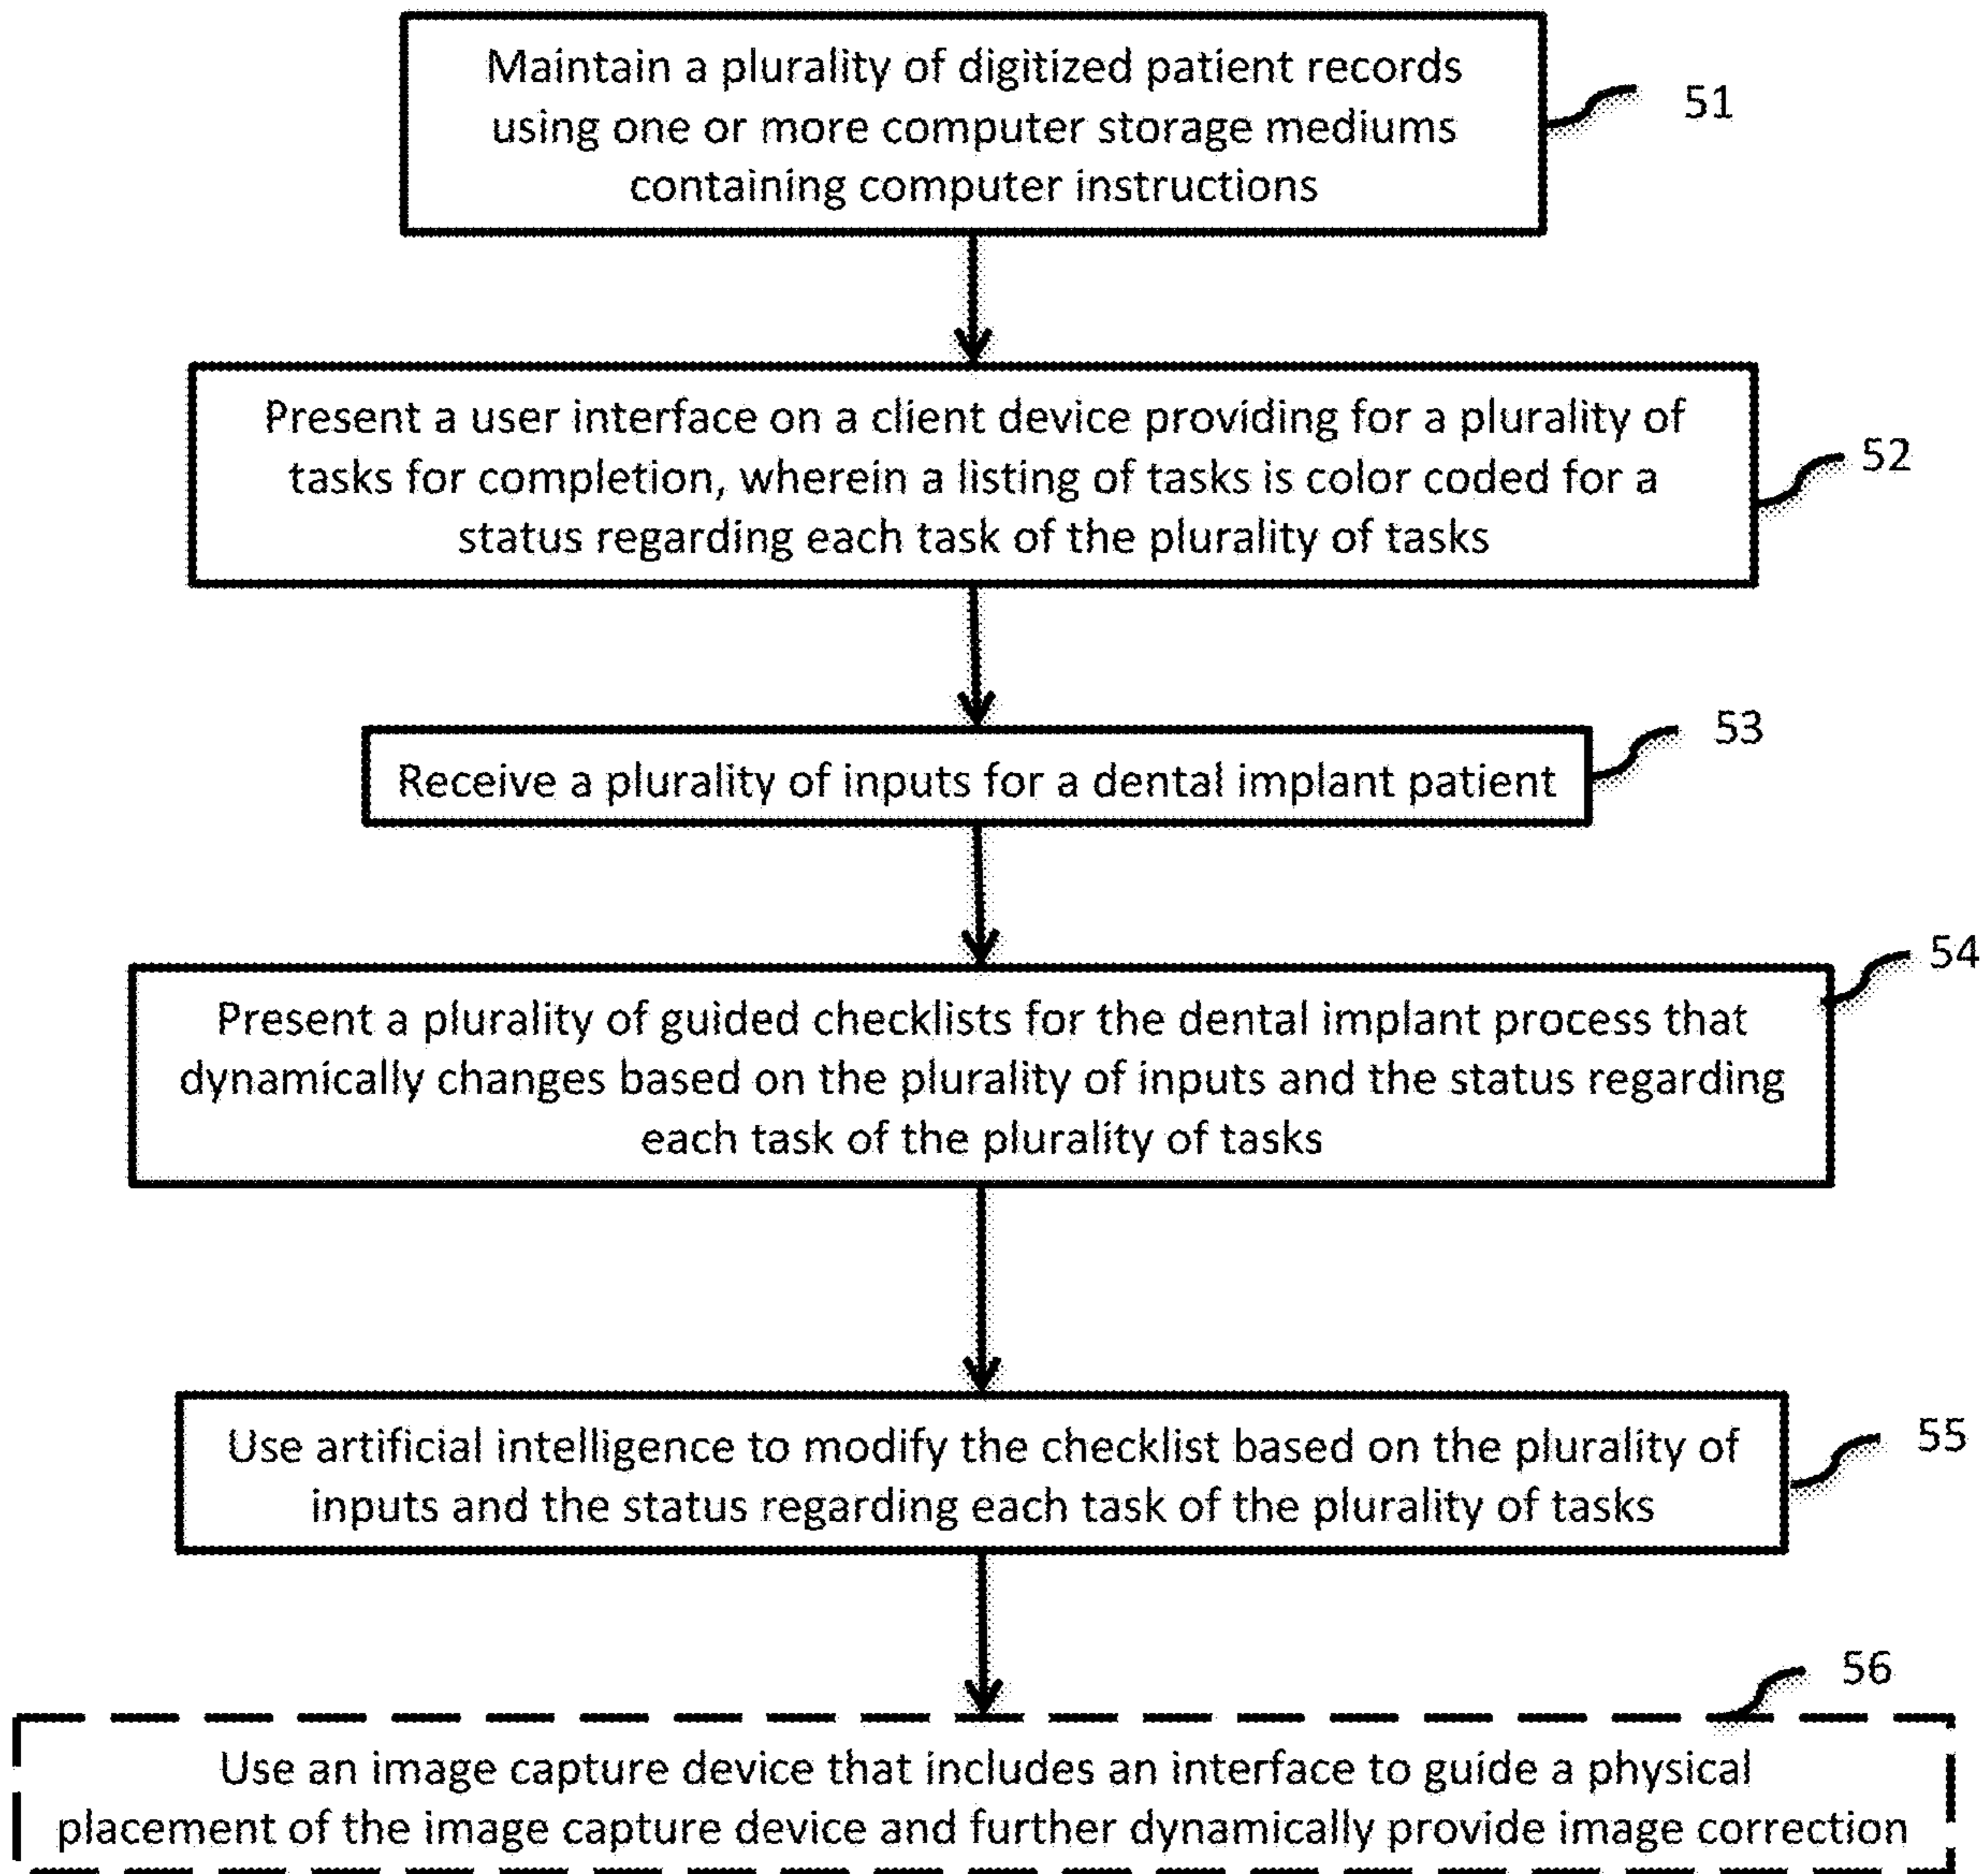 Maintain a plurality of digitized patient records
using one or more computer storage mediums
containing computer instructions
51
Present a user interface on a client device providing for a plurality of
tasks for completion, wherein a listing of tasks is color coded for a
status regarding each task of the plurality of tasks
52
53
Receive a plurality of inputs for a dental implant patient
54
Present a plurality of guided checklists for the dental implant process that
dynamically changes based on the plurality of inputs and the status regarding
each task of the plurality of tasks
55
Use artificial intelligence to modify the checklist based on the plurality of
inputs and the status regarding each task of the plurality of tasks
56
Use an image capture device that includes an interface to guide a physical
placement of the image capture device and further dynamically provide image correction